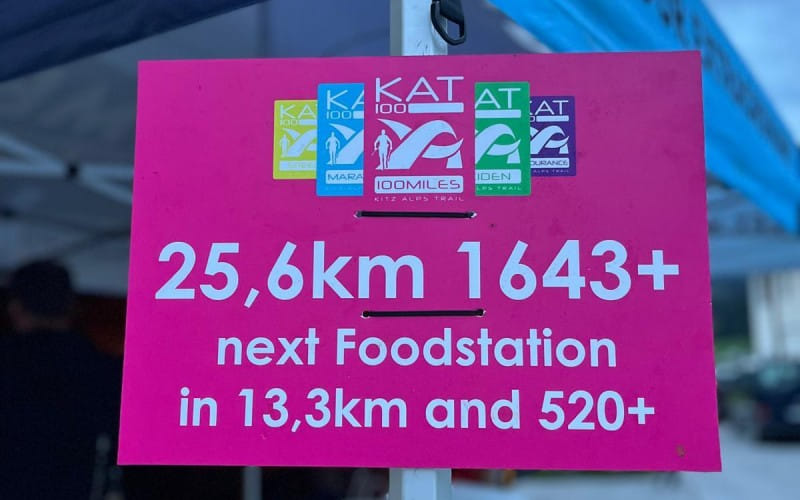 KAT
100
100MILES
KITZ ALPS TRAIL
25,6km 1643+
next Foodstation
in 13,3km and 520+